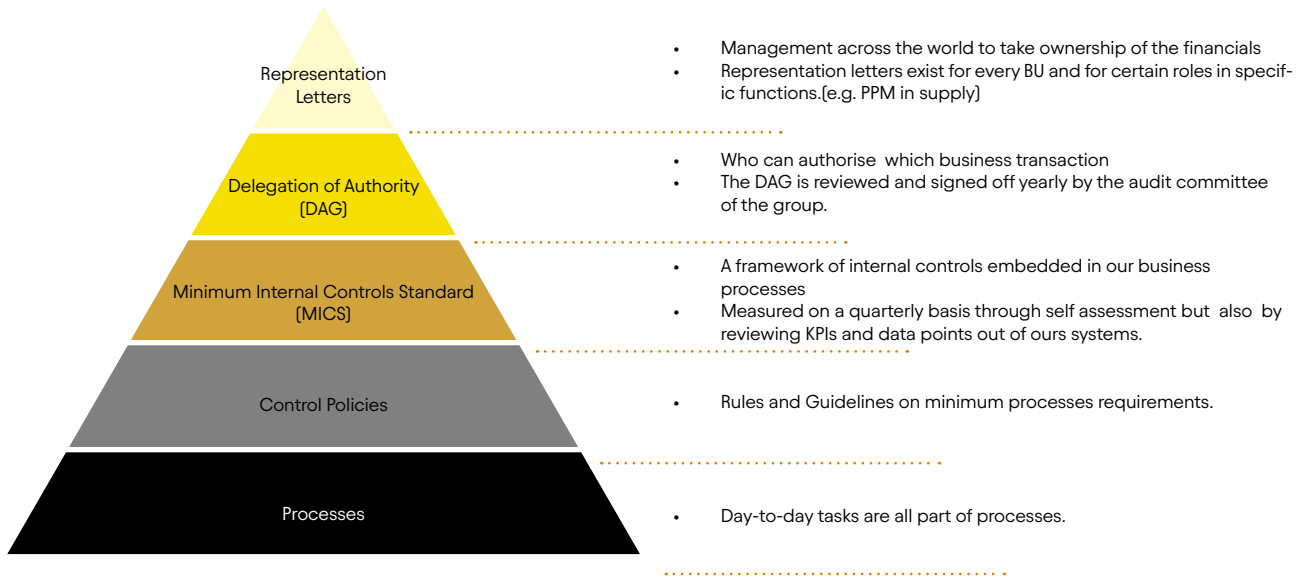 Representation
Letters
• Management across the world to take ownership of the financials
• Representation letters exist for every BU and for certain roles in specif-
ic functions.(e.g. PPM in supply)
Delegation of Authority
(DAG)
• Who can authorise which business transaction
• The DAG is reviewed and signed off yearly by the audit committee
of the group.
Minimum Internal Controls Standard
(MICS)
• A framework of internal controls embedded in our business
processes
• Measured on a quarterly basis through self assessment but also by
reviewing KPIs and data points out of ours systems.
Control Policies
• Rules and Guidelines on minimum processes requirements.
Processes
• Day-to-day tasks are all part of processes.